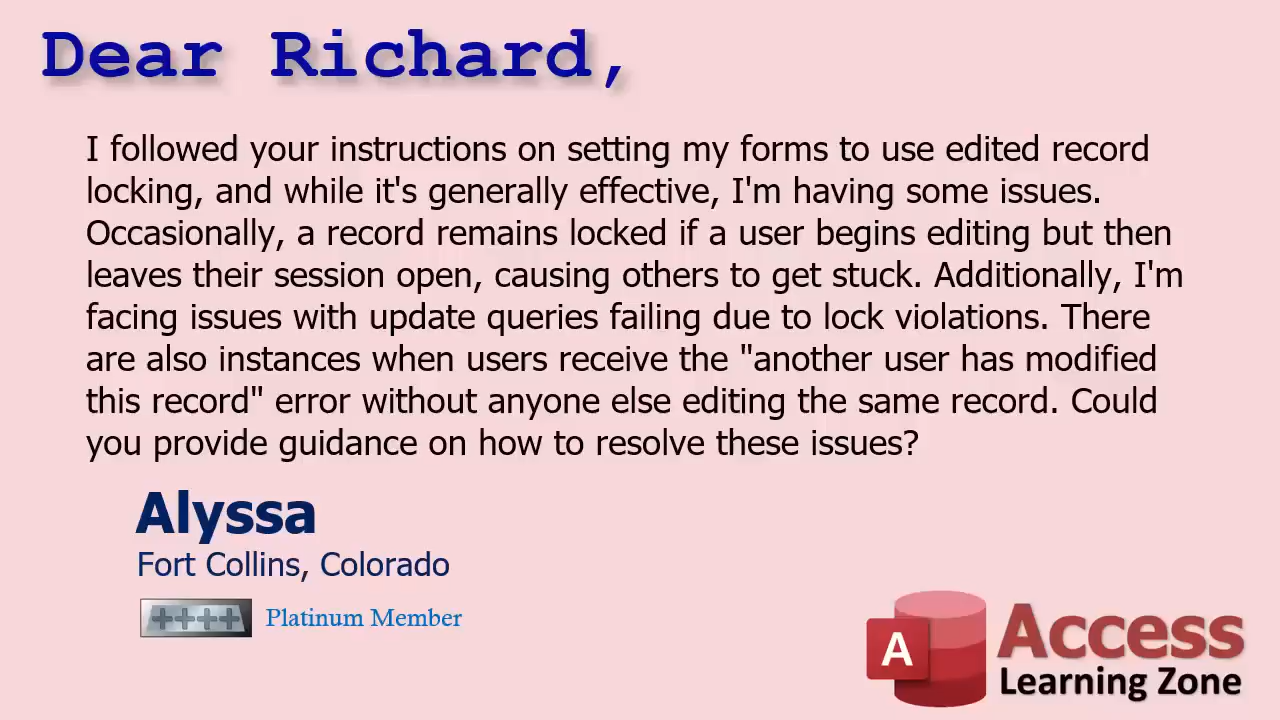 Dear Richard,
I followed your instructions on setting my forms to use edited record
locking, and while it's generally effective, I'm having some issues.
Occasionally, a record remains locked if a user begins editing but then
leaves their session open, causing others to get stuck. Additionally, I'm
facing issues with update queries failing due to lock violations. There
are also instances when users receive the "another user has modified
this record" error without anyone else editing the same record. Could
you provide guidance on how to resolve these issues?
Alyssa
Fort Collins, Colorado
++++ Platinum Member
A Access
Learning Zone